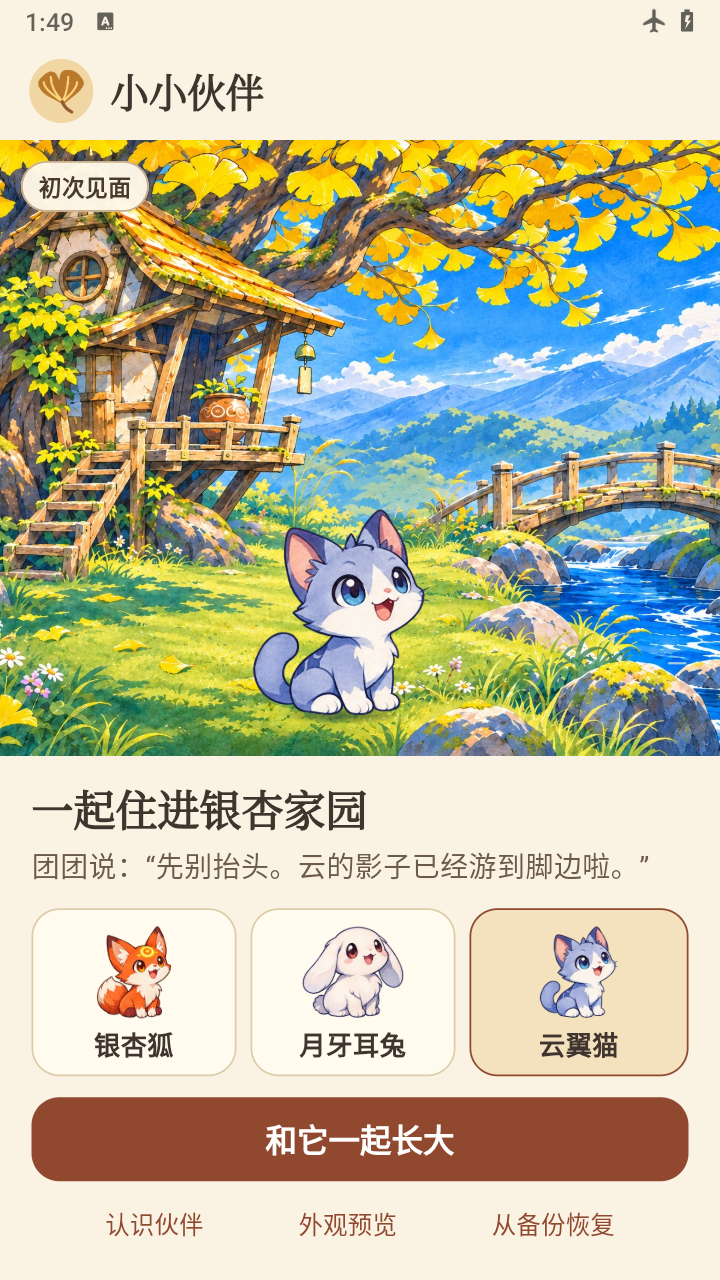 1:49
A
小小伙伴
初次见面
一起住进银杏家园
团团说：“先别抬头。云的影子已经游到脚边啦。”
银杏狐
月牙耳兔
云翼猫
和它一起长大
认识伙伴
外观预览
从备份恢复